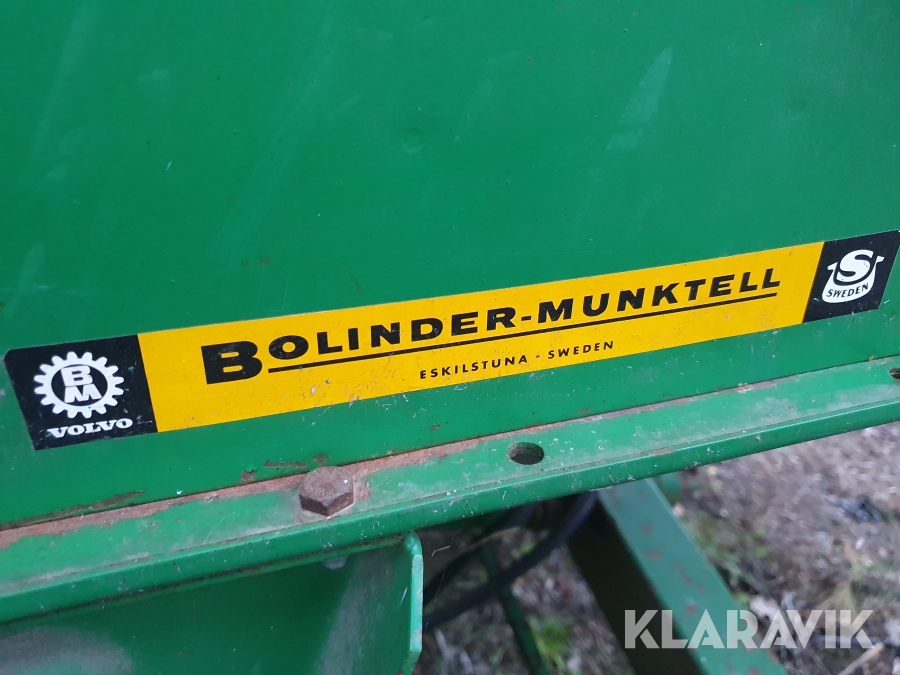 BM
VOLVO
BOLINDER-MUNKTELL
ESKILSTUNA - SWEDEN
S
SWEDEN
KLARAVIK